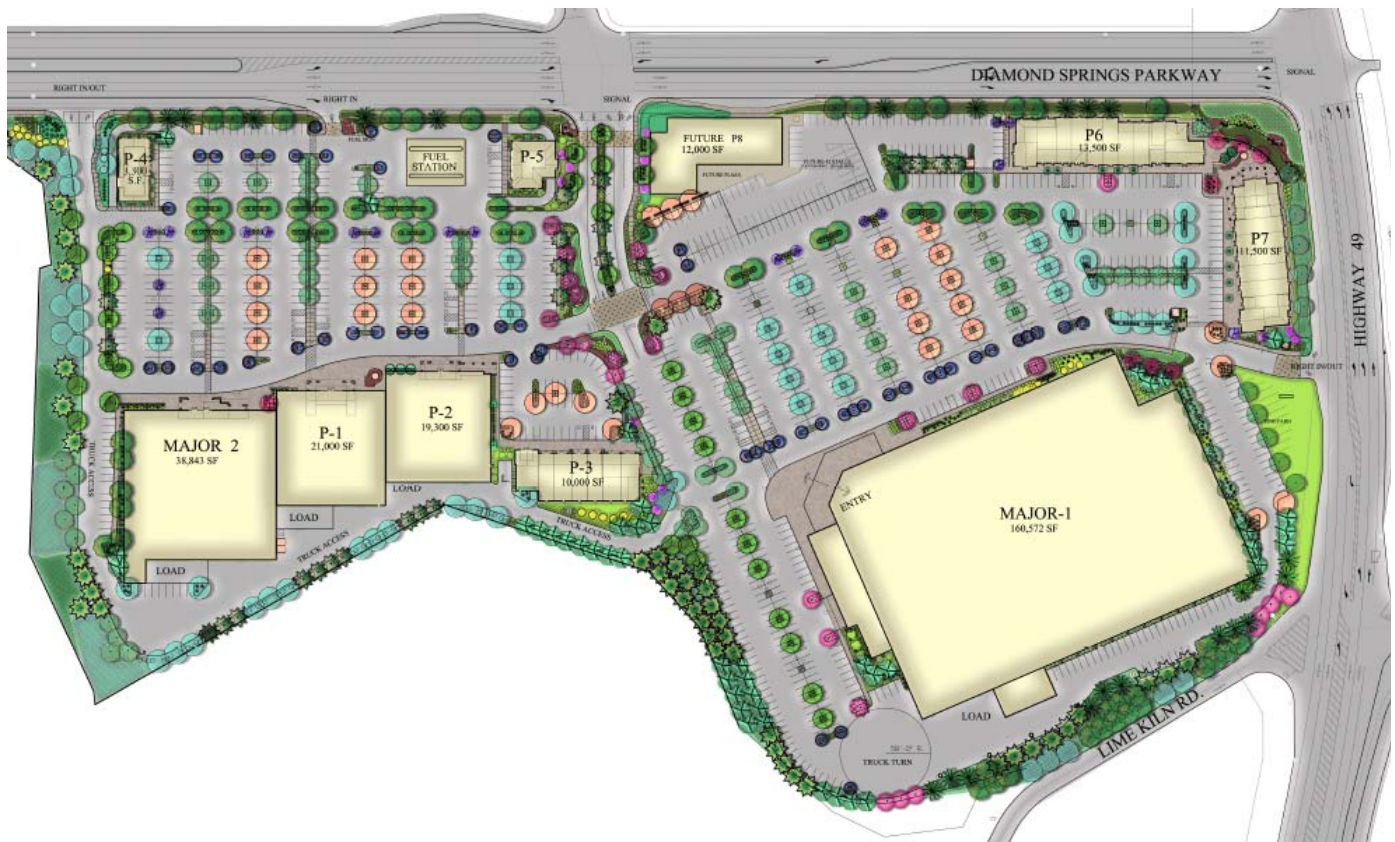 DIAMOND SPRINGS PARKWAY
SIGNAL
RIGHT IN/OUT
RIGHT IN
SIGNAL
FUTURE P8
12,000 SF
P6
13,500 SF
P-4
S.F.
FUEL
STATION
P-5
P7
11,500 SF
HIGHWAY 49
RIGHT IN/OUT
MAJOR 2
38,843 SF
P-1
21,000 SF
P-2
19,300 SF
P-3
10,000 SF
TRUCK ACCESS
LOAD
LOAD
LOAD
TRUCK ACCESS
TRUCK ACCESS
ENTRY
MAJOR-1
160,572 SF
LOAD
TRUCK TURN
LIME KILN RD.